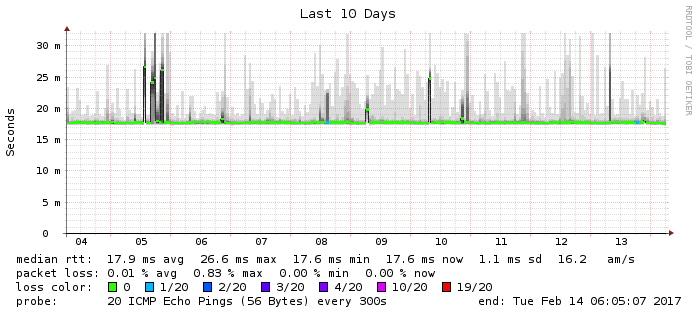 Last 10 Days
RRDTOOL / TOBI OETIKER
Seconds
30 m
25 m
20 m
15 m
10 m
5 m
0
04 05 06 07 08 09 10 11 12 13
median rtt: 17.9 ms avg 26.6 ms max 17.6 ms min 17.6 ms now 1.1 ms sd 16.2 am/s
packet loss: 0.01 % avg 0.83 % max 0.00 % min 0.00 % now
loss color: 0 1/20 2/20 3/20 4/20 10/20 19/20
probe: 20 ICMP Echo Pings (56 Bytes) every 300s end: Tue Feb 14 06:05:07 2017